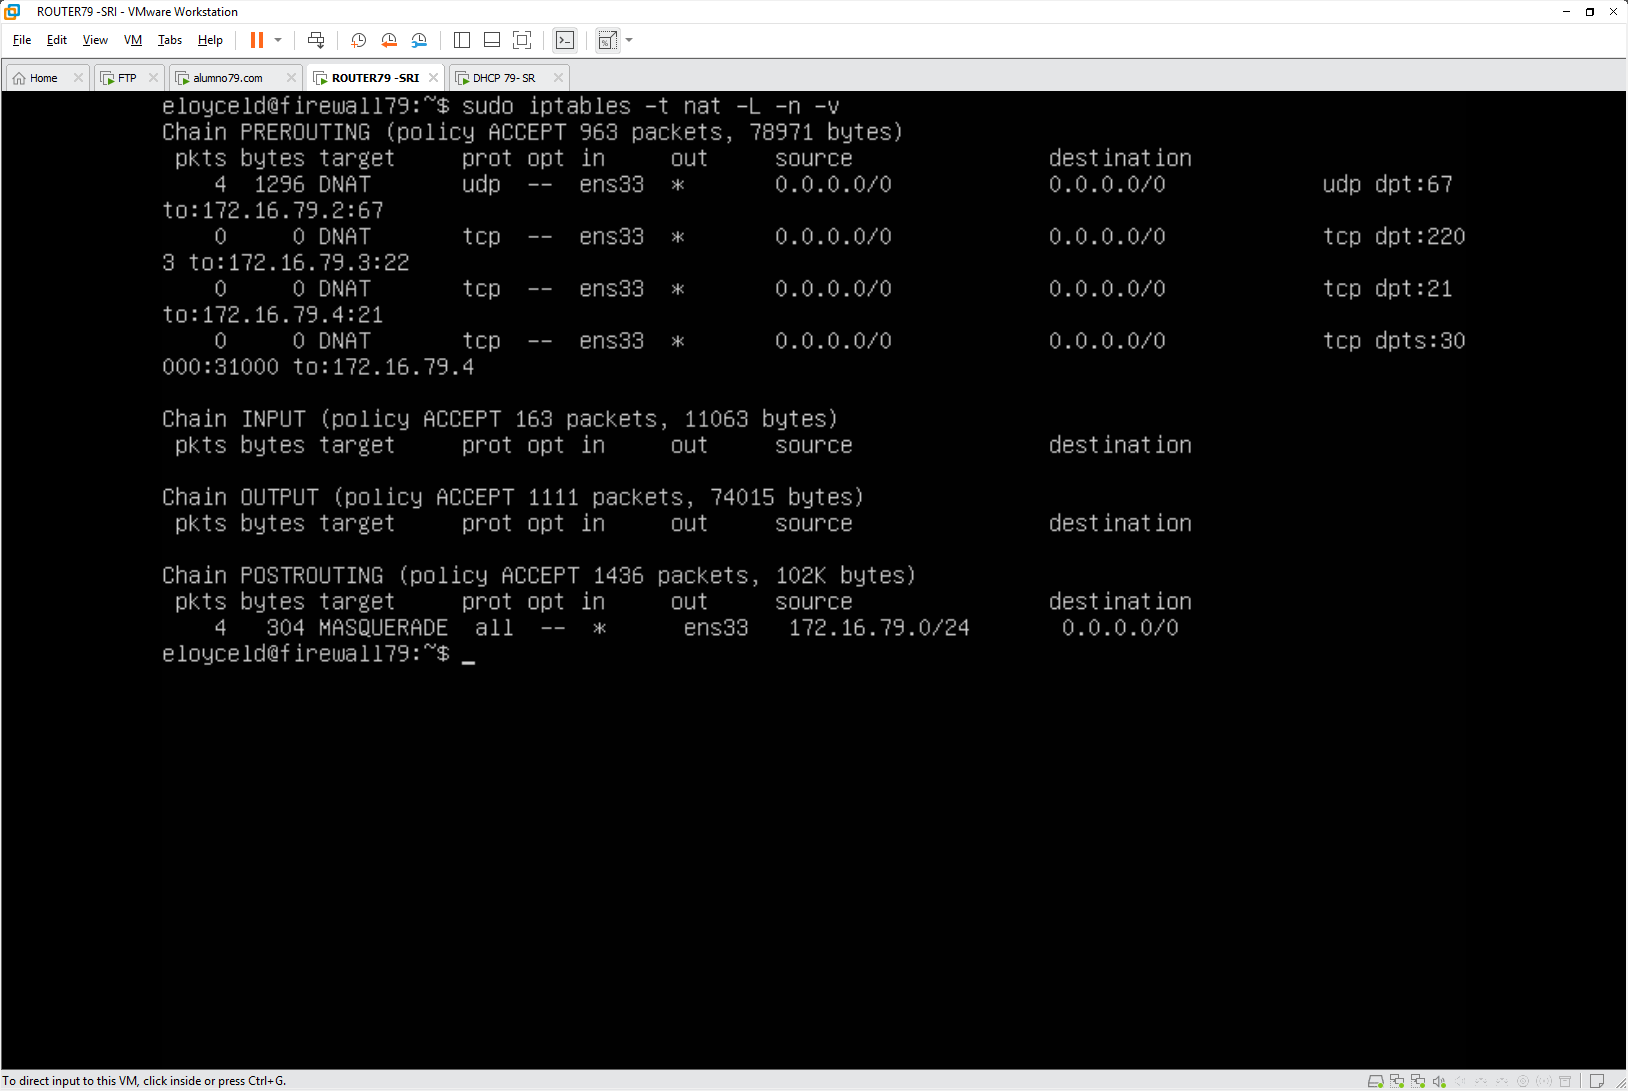 ROUTER79 -SRI - VMware Workstation
File Edit View VM Tabs Help
Home FTP alumno79.com ROUTER79 -SRI DHCP 79- SR
eloyceld@firewall79:~$ sudo iptables -t nat -L -n -v
Chain PREROUTING (policy ACCEPT 963 packets, 78971 bytes)
pkts bytes target prot opt in out source destination
4 1296 DNAT udp -- ens33 * 0.0.0.0/0 0.0.0.0/0 udp dpt:67
to:172.16.79.2:67
0 0 DNAT tcp -- ens33 * 0.0.0.0/0 0.0.0.0/0 tcp dpt:220
3 to:172.16.79.3:22
0 0 DNAT tcp -- ens33 * 0.0.0.0/0 0.0.0.0/0 tcp dpt:21
to:172.16.79.4:21
0 0 DNAT tcp -- ens33 * 0.0.0.0/0 0.0.0.0/0 tcp dpts:30
000:31000 to:172.16.79.4
Chain INPUT (policy ACCEPT 163 packets, 11063 bytes)
pkts bytes target prot opt in out source destination
Chain OUTPUT (policy ACCEPT 1111 packets, 74015 bytes)
pkts bytes target prot opt in out source destination
Chain POSTROUTING (policy ACCEPT 1436 packets, 102K bytes)
pkts bytes target prot opt in out source destination
4 304 MASQUERADE all -- * ens33 172.16.79.0/24 0.0.0.0/0
eloyceld@firewall79:~$ _
To direct input to this VM, click inside or press Ctrl+G.